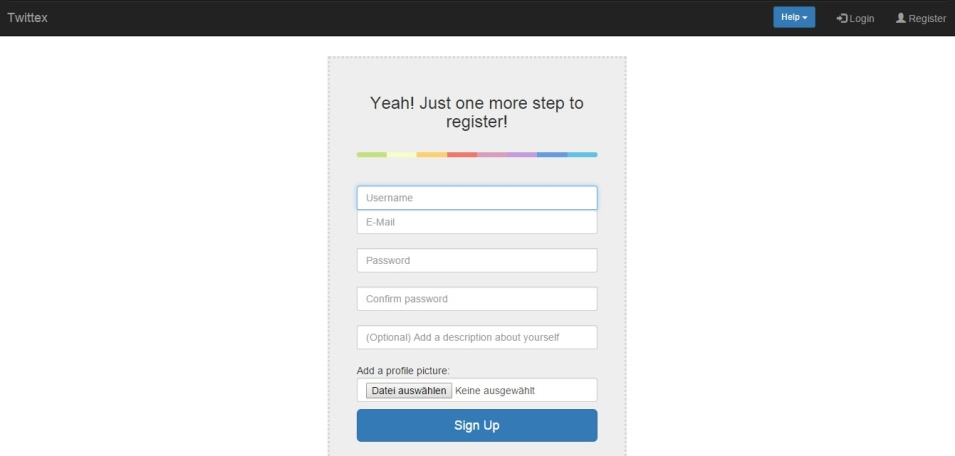 Twittex
Help
Login
Register
Yeah! Just one more step to
register!
Username
E-Mail
Password
Confirm password
(Optional) Add a description about yourself
Add a profile picture:
Datei auswählen Keine ausgewählt
Sign Up